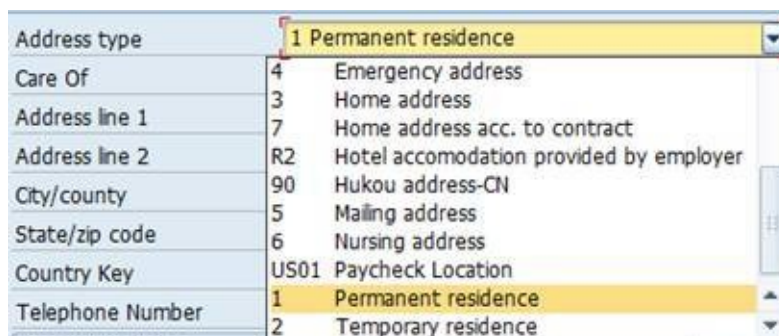 Address type
1 Permanent residence
Care Of
Address line 1
Address line 2
City/county
State/zip code
Country Key
Telephone Number
4 Emergency address
3 Home address
7 Home address acc. to contract
R2 Hotel accomodation provided by employer
90 Hukou address-CN
5 Mailing address
6 Nursing address
US01 Paycheck Location
1 Permanent residence
2 Temporary residence